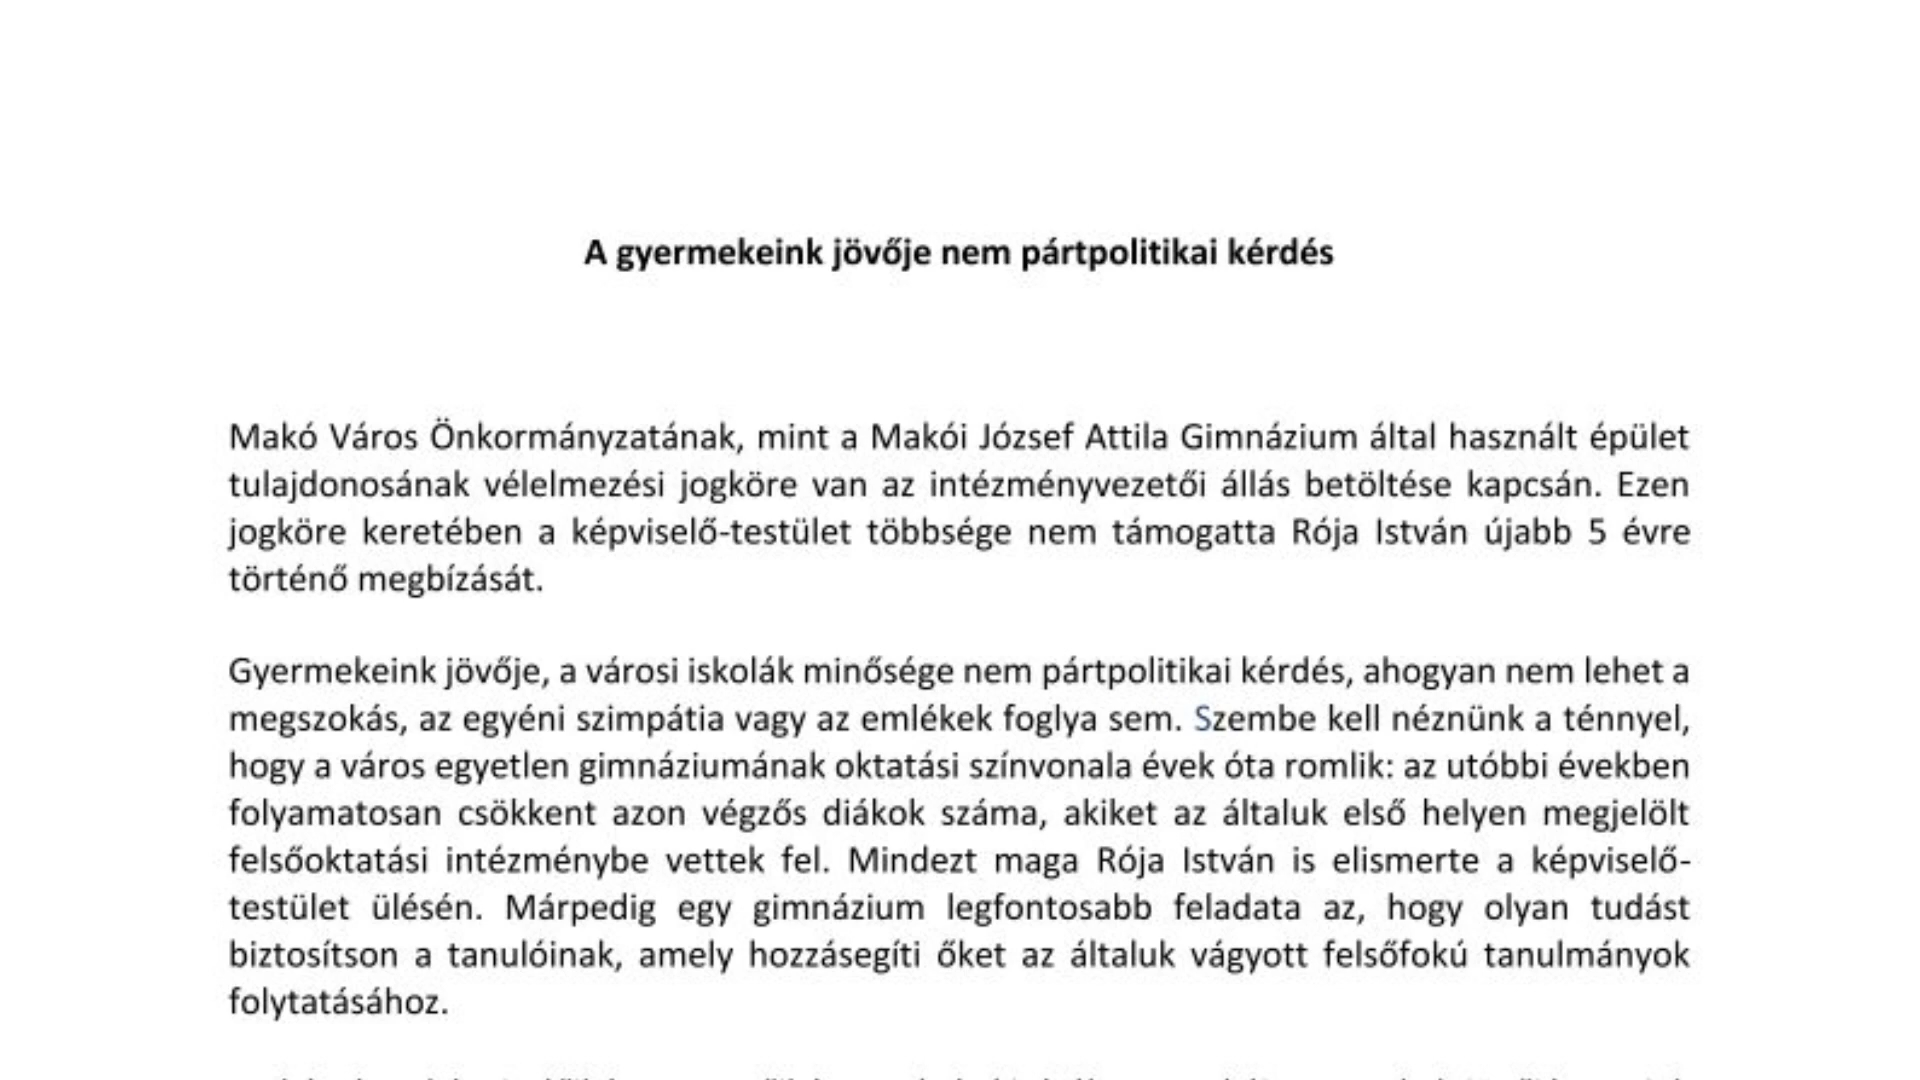 A gyermekeink jövője nem pártpolitikai kérdés
Makó Város Önkormányzatának, mint a Makói József Attila Gimnázium által használt épület
tulajdonosának vélelmezési jogköre van az intézményvezetői állás betöltése kapcsán. Ezen
jogköre keretében a képviselő-testület többsége nem támogatta Rója István újabb 5 évre
történő megbízását.
Gyermekeink jövője, a városi iskolák minősége nem pártpolitikai kérdés, ahogyan nem lehet a
megszokás, az egyéni szimpátia vagy az emlékek foglya sem. Szembe kell néznünk a ténnyel,
hogy a város egyetlen gimnáziumának oktatási színvonala évek óta romlik: az utóbbi években
folyamatosan csökkent azon végzős diákok száma, akiket az általuk első helyen megjelölt
felsőoktatási intézménybe vettek fel. Mindezt maga Rója István is elismerte a képviselő-
testület ülésén. Márpedig egy gimnázium legfontosabb feladata az, hogy olyan tudást
biztosítson a tanulóinak, amely hozzásegíti őket az általuk vágyott felsőfokú tanulmányok
folytatásához.